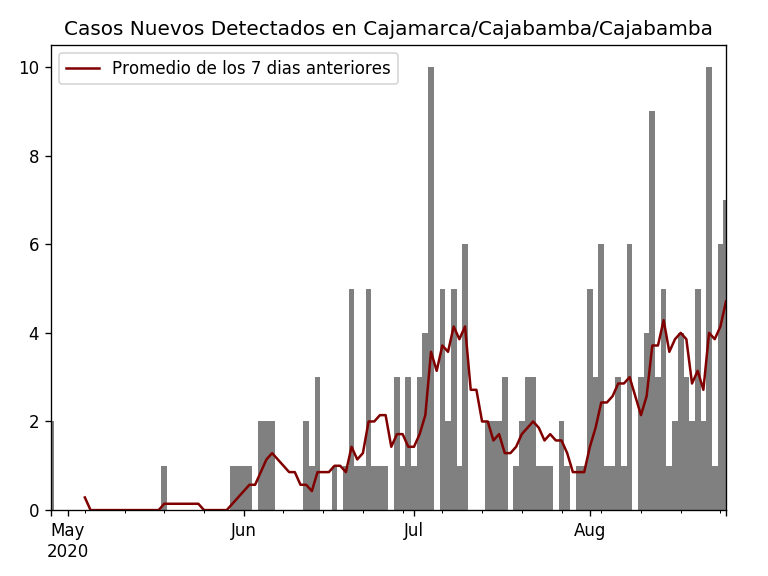 Casos Nuevos Detectados en Cajamarca/Cajabamba/Cajabamba
Promedio de los 7 dias anteriores
10
8
6
4
2
0
May Jun Jul Aug
2020